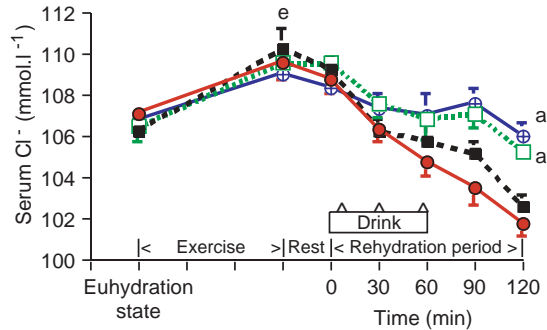 e
112
110
108
106
104
102
100
Serum Cl⁻ (mmol.l⁻¹)
a
a
Drink
|< Exercise >| Rest |< Rehydration period >|
Euhydration
state
0 30 60 90 120
Time (min)